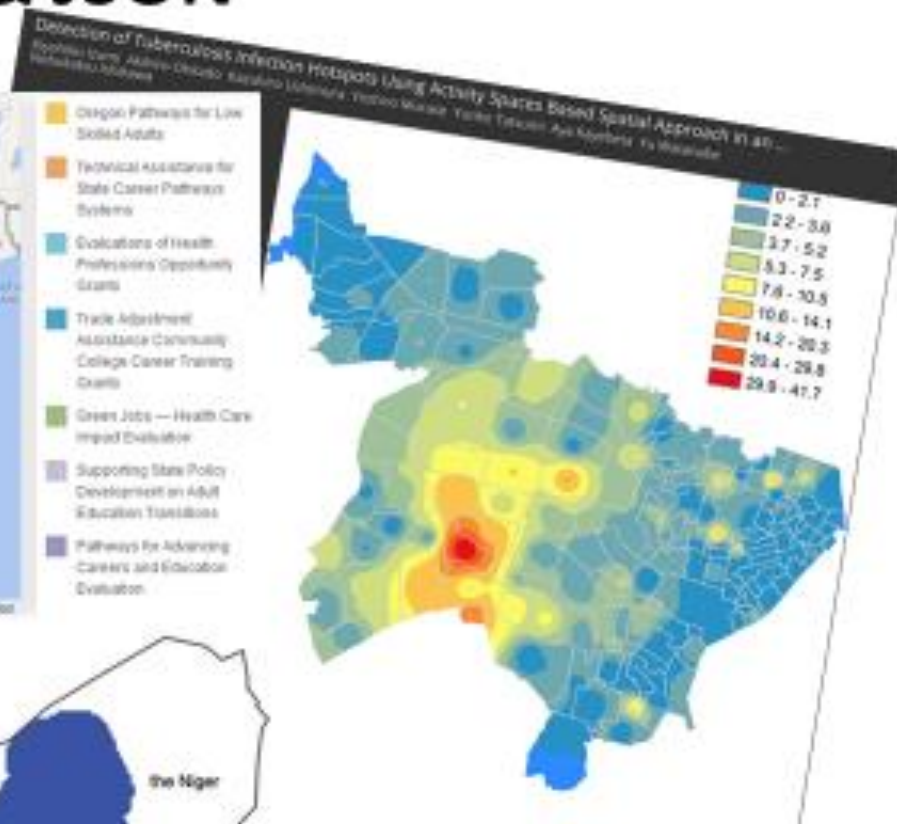 Detection of Tuberculosis Infection Hotspots Using Activity Spaces Based Spatial Approach in an ...
Oregon Pathways for Low
Skilled Adults
Technical Assistance for
State Career Pathways
Systems
Evaluations of Health
Professions Opportunity
Grants
Trade Adjustment
Assistance Community
College Career Training
Grants
Green Jobs — Health Care
Impact Evaluation
Supporting State Policy
Development on Adult
Education Transitions
Pathways for Advancing
Careers and Education
Evaluation
0 - 2.1
2.2 - 3.6
3.7 - 5.2
5.3 - 7.5
7.6 - 10.5
10.6 - 14.1
14.2 - 20.3
20.4 - 29.8
29.9 - 41.7
the Niger